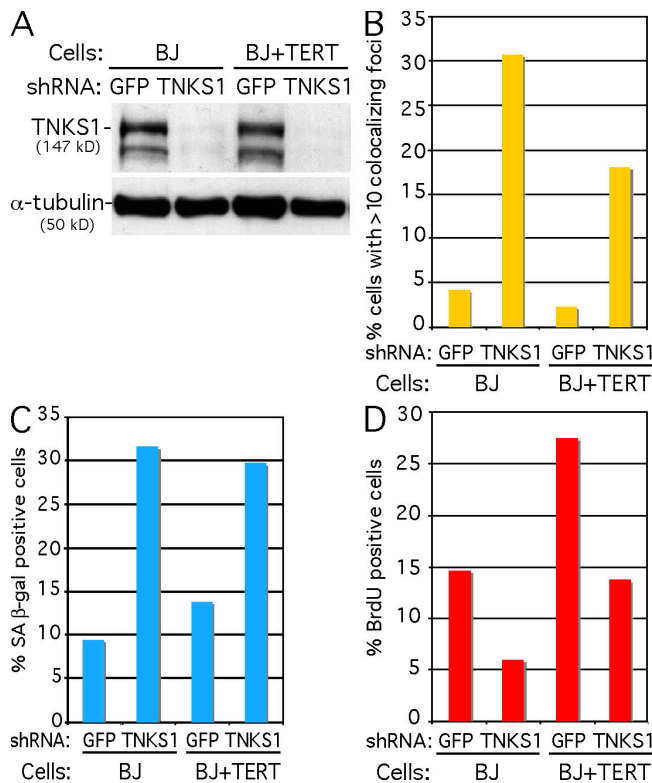 A
Cells: BJ BJ+TERT
shRNA: GFP TNKS1 GFP TNKS1
TNKS1-
(147 kD)
α-tubulin-
(50 kD)
B
% cells with >10 colocalizing foci
35
30
25
20
15
10
5
0
shRNA: GFP TNKS1 GFP TNKS1
Cells: BJ BJ+TERT
C
% SA β-gal positive cells
35
30
25
20
15
10
5
0
shRNA: GFP TNKS1 GFP TNKS1
Cells: BJ BJ+TERT
D
% BrdU positive cells
30
25
20
15
10
5
0
shRNA: GFP TNKS1 GFP TNKS1
Cells: BJ BJ+TERT